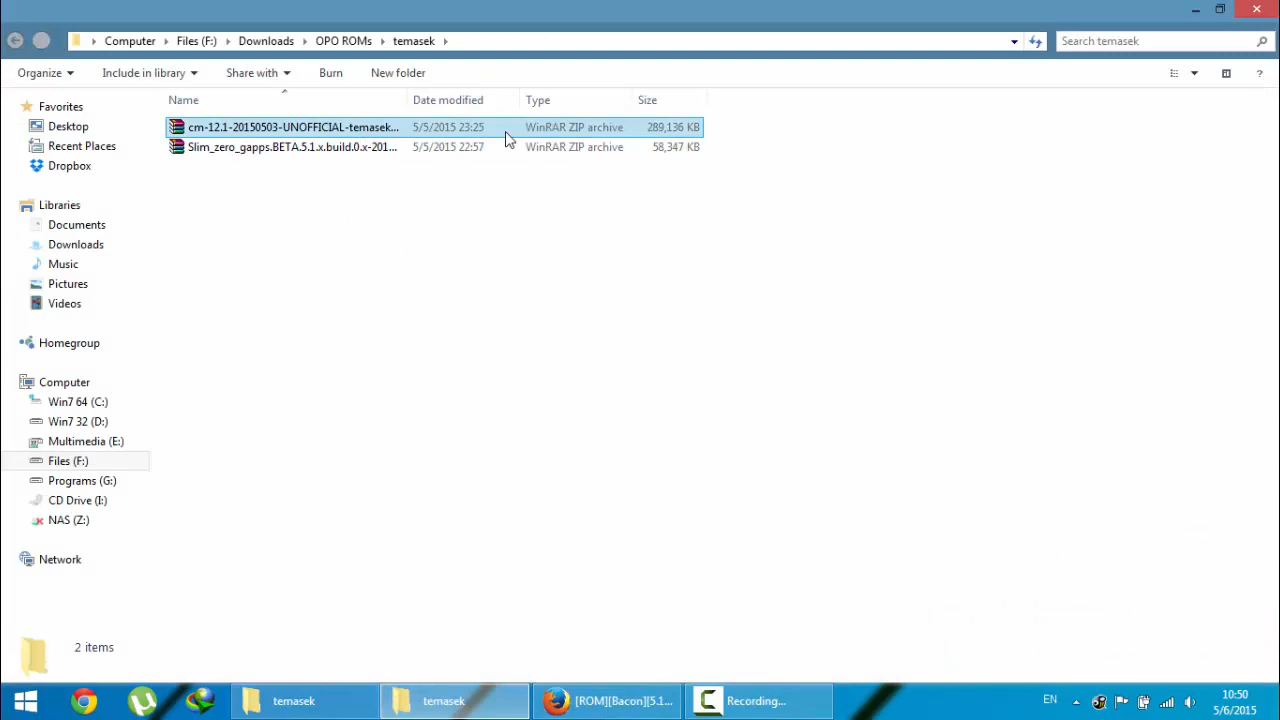 Computer Files (F:) Downloads OPO ROMs temasek
Search temasek
Organize Include in library Share with Burn New folder
Name Date modified Type Size
cm-12.1-20150503-UNOFFICIAL-temasek... 5/5/2015 23:25 WinRAR ZIP archive 289,136 KB
Slim_zero_gapps.BETA.5.1.x.build.0.x-201... 5/5/2015 22:57 WinRAR ZIP archive 58,347 KB
Favorites
Desktop
Recent Places
Dropbox
Libraries
Documents
Downloads
Music
Pictures
Videos
Homegroup
Computer
Win7 64 (C:)
Win7 32 (D:)
Multimedia (E:)
Files (F:)
Programs (G:)
CD Drive (I:)
NAS (Z:)
Network
2 items
temasek temasek [ROM][Bacon][5.1... Recording... EN 10:50
5/6/2015